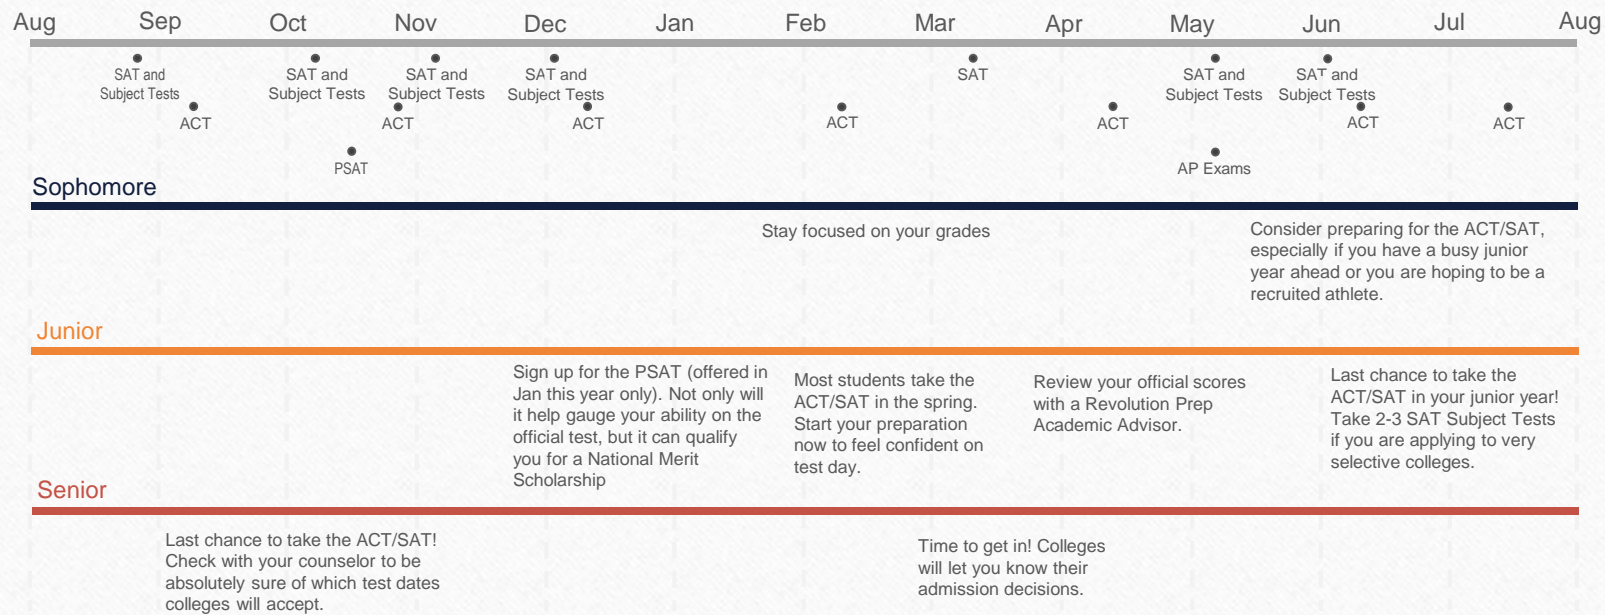 Aug Sep Oct Nov Dec Jan Feb Mar Apr May Jun Jul Aug
SAT and
Subject Tests
SAT and
Subject Tests
SAT and
Subject Tests
SAT and
Subject Tests
SAT
SAT and
Subject Tests
SAT and
Subject Tests
ACT
ACT
ACT
ACT
ACT
ACT
ACT
PSAT
AP Exams
Sophomore
Stay focused on your grades
Consider preparing for the ACT/SAT,
especially if you have a busy junior
year ahead or you are hoping to be a
recruited athlete.
Junior
Sign up for the PSAT (offered in
Jan this year only). Not only will
it help gauge your ability on the
official test, but it can qualify
you for a National Merit
Scholarship
Most students take the
ACT/SAT in the spring.
Start your preparation
now to feel confident on
test day.
Review your official scores
with a Revolution Prep
Academic Advisor.
Last chance to take the
ACT/SAT in your junior year!
Take 2-3 SAT Subject Tests
if you are applying to very
selective colleges.
Senior
Last chance to take the ACT/SAT!
Check with your counselor to be
absolutely sure of which test dates
colleges will accept.
Time to get in! Colleges
will let you know their
admission decisions.